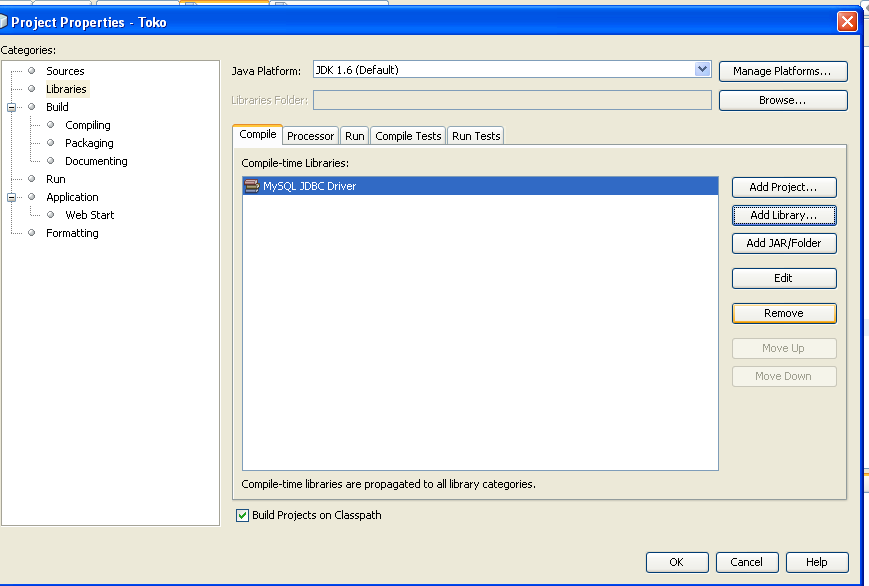 Project Properties - Toko
Categories:
Sources
Libraries
Build
Compiling
Packaging
Documenting
Run
Application
Web Start
Formatting
Java Platform: JDK 1.6 (Default) Manage Platforms...
Libraries Folder: Browse...
Compile Processor Run Compile Tests Run Tests
Compile-time Libraries:
MySQL JDBC Driver
Add Project...
Add Library...
Add JAR/Folder
Edit
Remove
Move Up
Move Down
Compile-time libraries are propagated to all library categories.
Build Projects on Classpath
OK Cancel Help